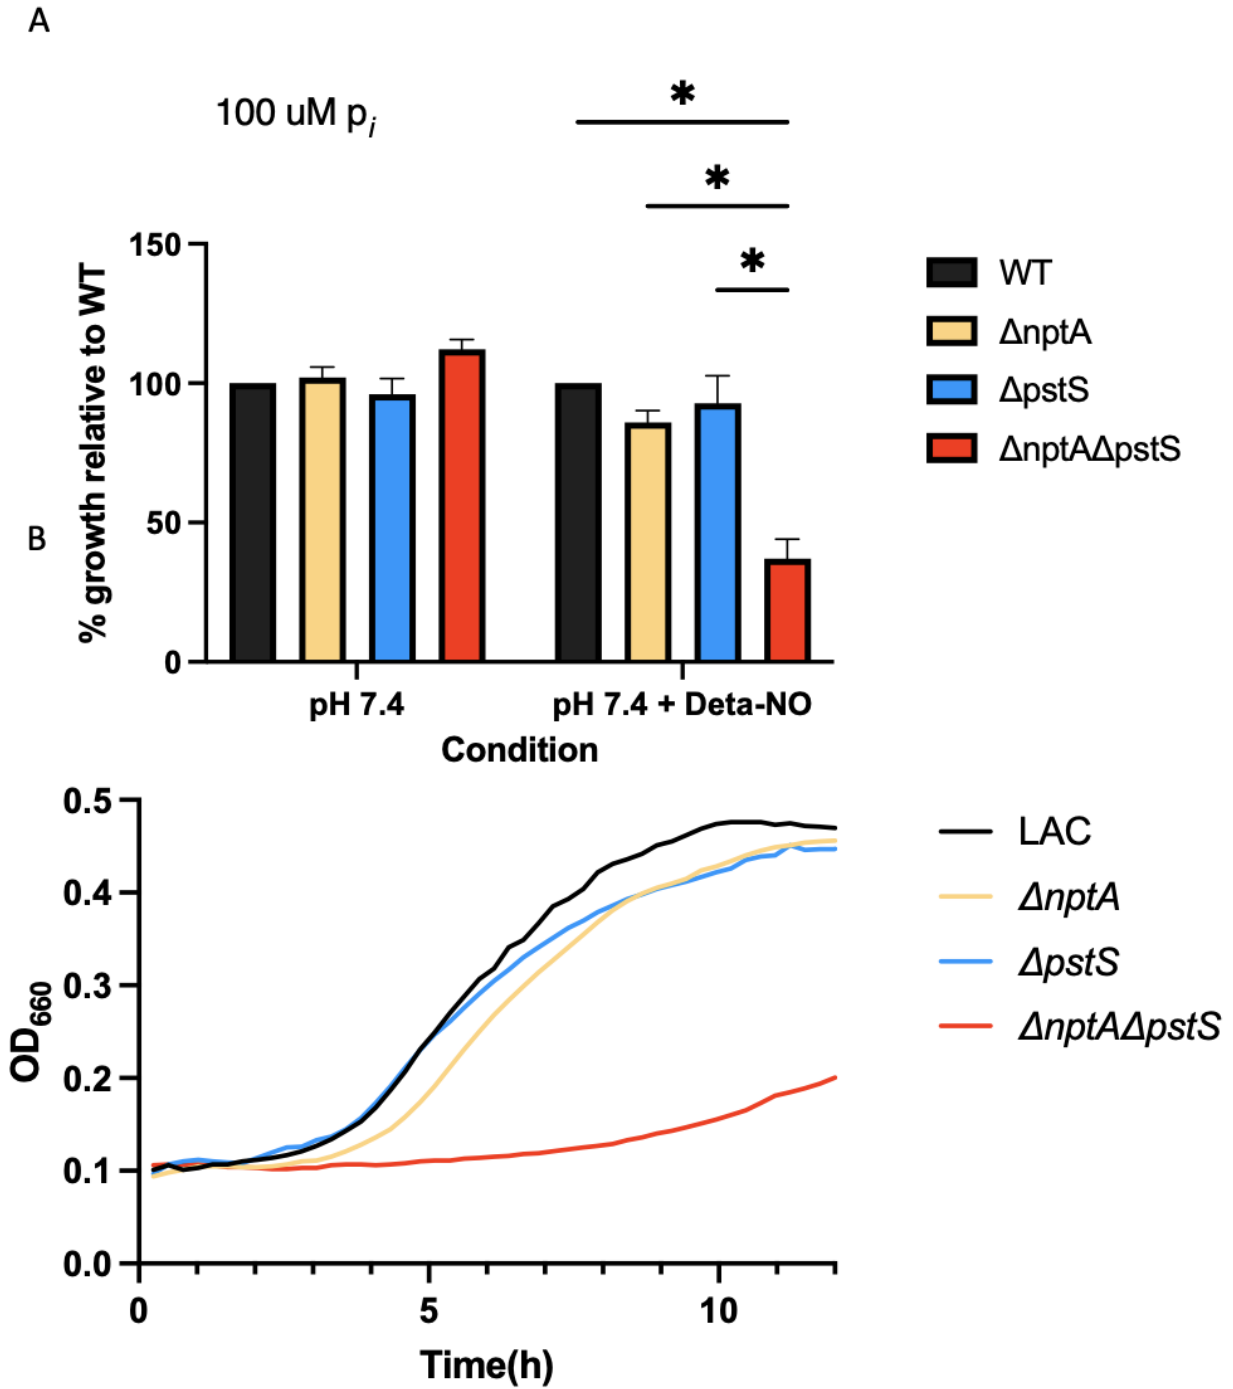 A
100 uM pᵢ
*
*
*
% growth relative to WT
150
100
50
0
pH 7.4
pH 7.4 + Deta-NO
Condition
WT
ΔnptA
ΔpstS
ΔnptAΔpstS
B
OD₆₆₀
0.5
0.4
0.3
0.2
0.1
0.0
0
5
10
Time(h)
LAC
ΔnptA
ΔpstS
ΔnptAΔpstS